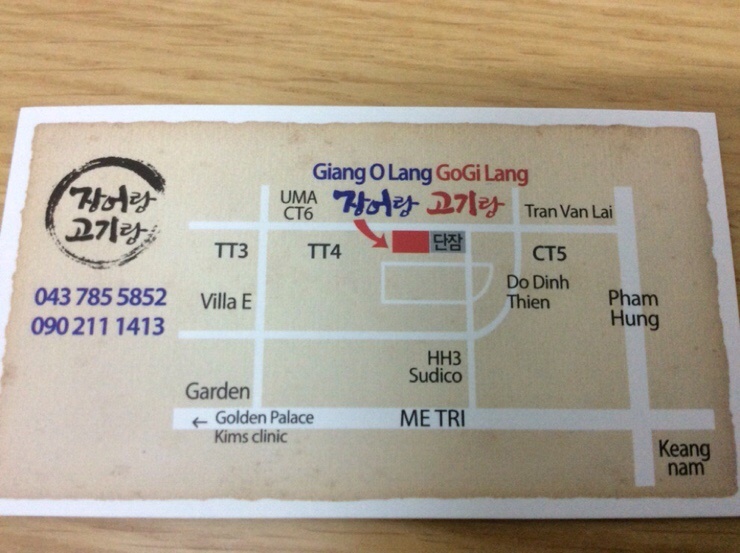 장어랑
고기랑
043 785 5852
090 211 1413
Giang O Lang GoGi Lang
장어랑 고기랑
UMA
CT6
Tran Van Lai
TT3
TT4
단잠
CT5
Villa E
Do Dinh
Thien
Pham
Hung
HH3
Sudico
Garden
← Golden Palace
Kims clinic
ME TRI
Keang
nam